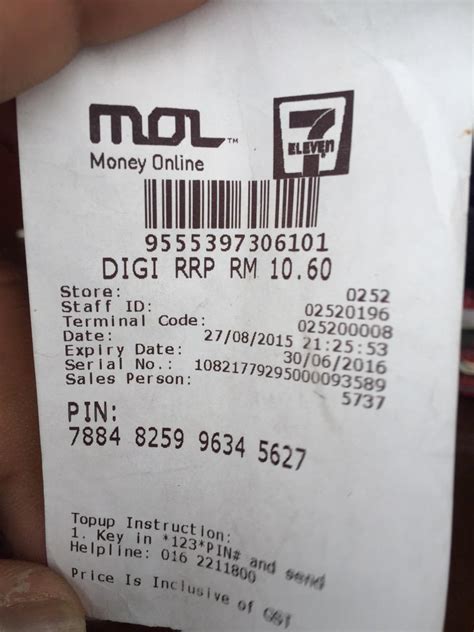 mol™
Money Online
7
ELEVEn
9555397306101
DIGI RRP RM 10.60
Store: 0252
Staff ID: 02520196
Terminal Code: 025200008
Date: 27/08/2015 21:25:53
Expiry Date: 30/06/2016
Serial No.: 10821779295000093589
Sales Person: 5737
PIN:
7884 8259 9634 5627
Topup Instruction:
1. Key in *123*PIN# and send
Helpline: 016 2211800
Price Is Inclusive of GST